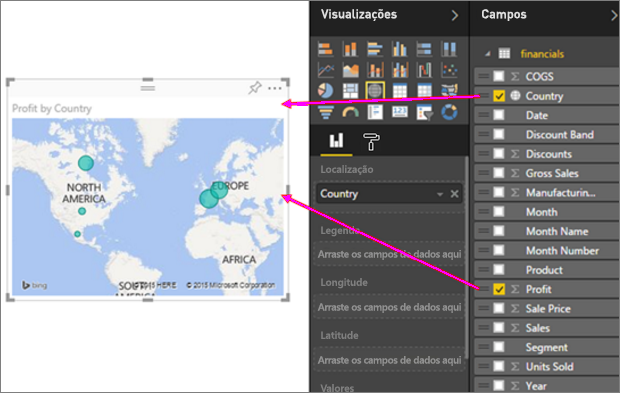 Profit by Country
NORTH
AMERICA
EUROPE
AFRICA
SOUTH
AMERICA
bing
© 2015 HERE © 2015 Microsoft Corporation
Visualizações
Localização
Country
Legenda
Arraste os campos de dados aqui
Longitude
Arraste os campos de dados aqui
Latitude
Arraste os campos de dados aqui
Valores
Campos
financials
COGS
Country
Date
Discount Band
Discounts
Gross Sales
Manufacturin...
Month
Month Name
Month Number
Product
Profit
Sale Price
Sales
Segment
Units Sold
Year